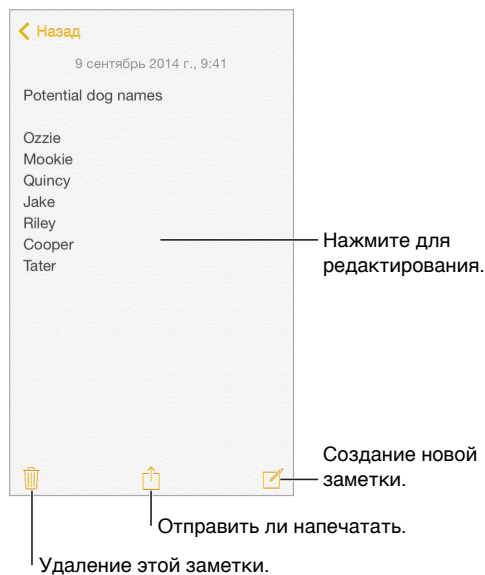 Назад
9 сентябрь 2014 г., 9:41
Potential dog names
Ozzie
Mookie
Quincy
Jake
Riley
Cooper
Tater
Нажмите для
редактирования.
Создание новой
заметки.
Отправить ли напечатать.
Удаление этой заметки.